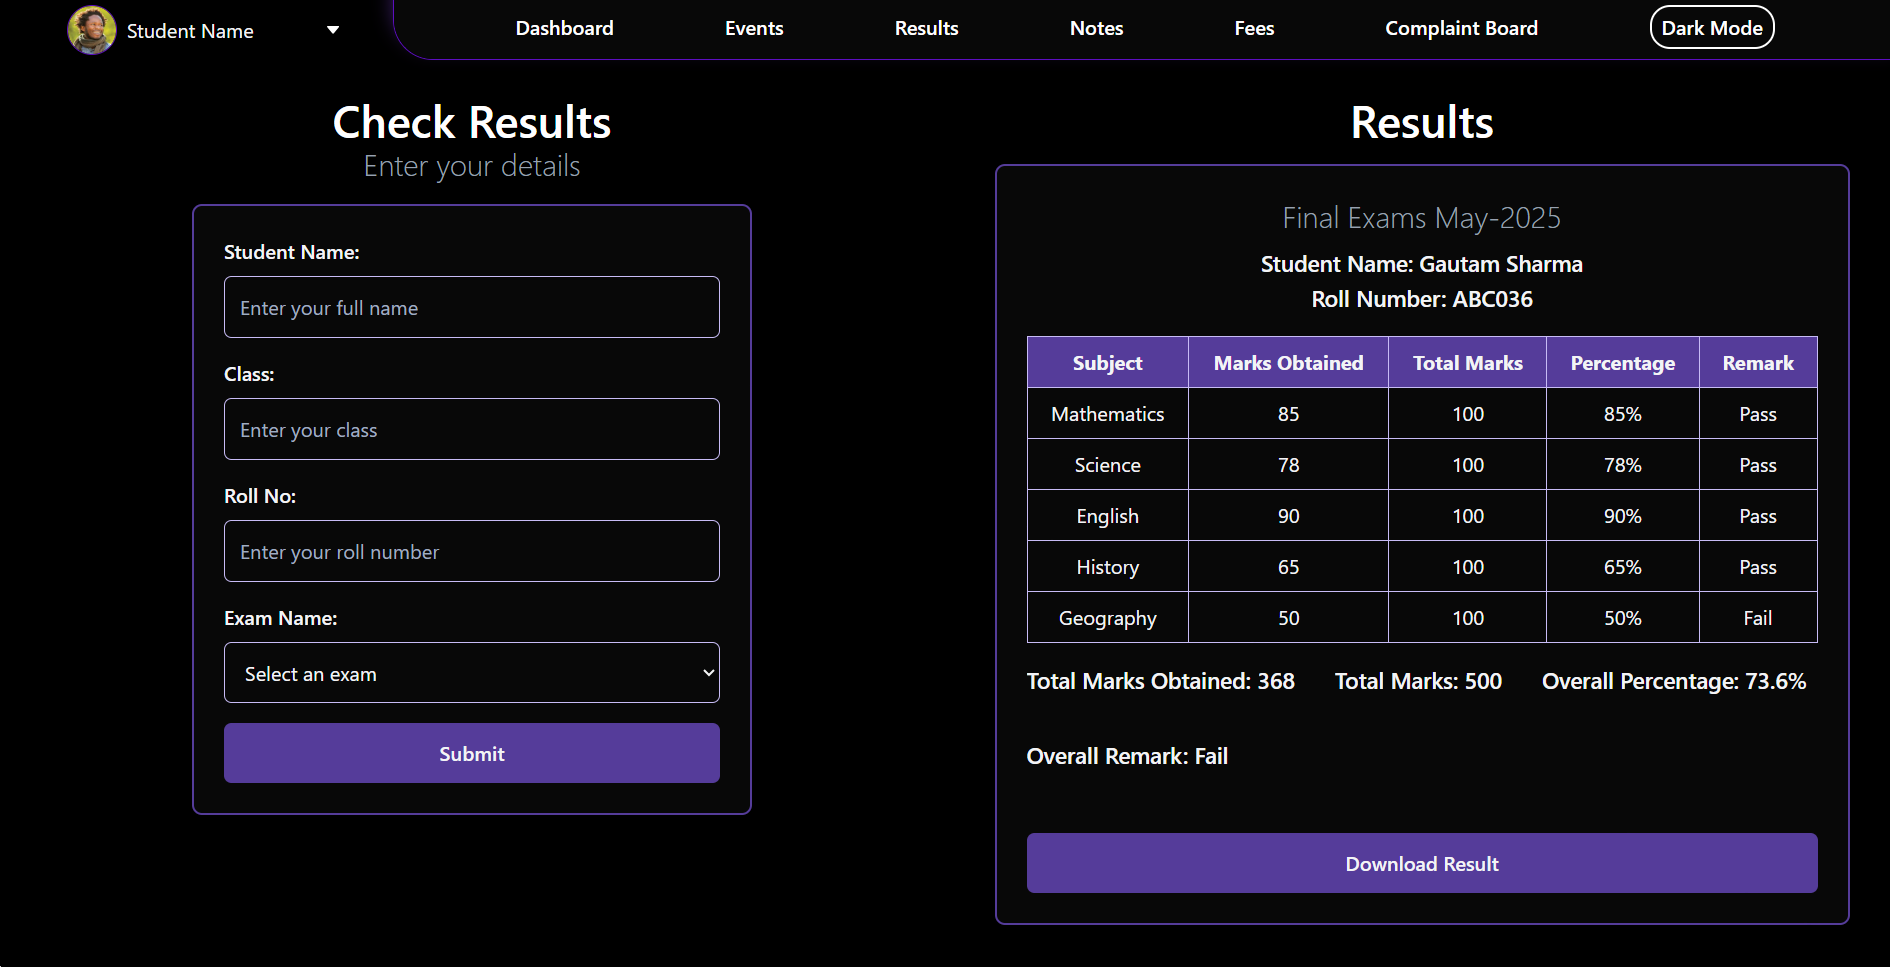 Student Name
Dashboard Events Results Notes Fees Complaint Board Dark Mode
Check Results
Enter your details
Student Name:
Enter your full name
Class:
Enter your class
Roll No:
Enter your roll number
Exam Name:
Select an exam
Submit
Results
Final Exams May-2025
Student Name: Gautam Sharma
Roll Number: ABC036
Subject Marks Obtained Total Marks Percentage Remark
Mathematics 85 100 85% Pass
Science 78 100 78% Pass
English 90 100 90% Pass
History 65 100 65% Pass
Geography 50 100 50% Fail
Total Marks Obtained: 368 Total Marks: 500 Overall Percentage: 73.6%
Overall Remark: Fail
Download Result